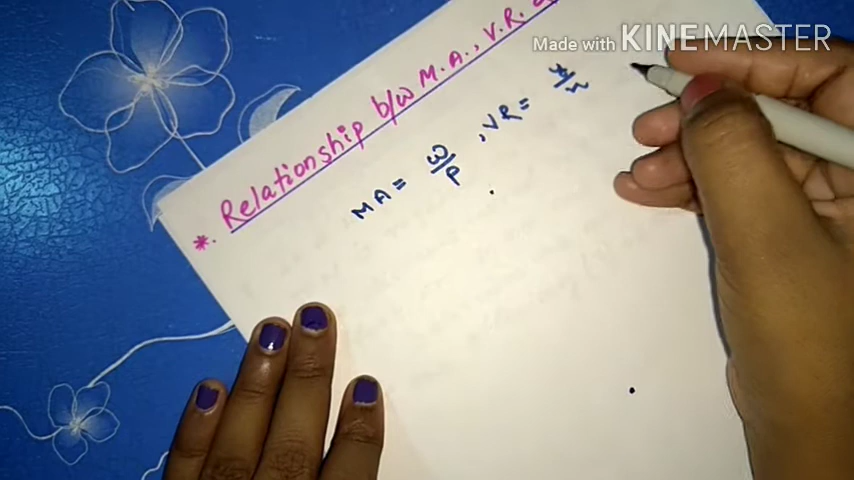 Made with KINEMASTER
*. Relationship b/w M.A., V.R.
MA = W/P , VR = y/x